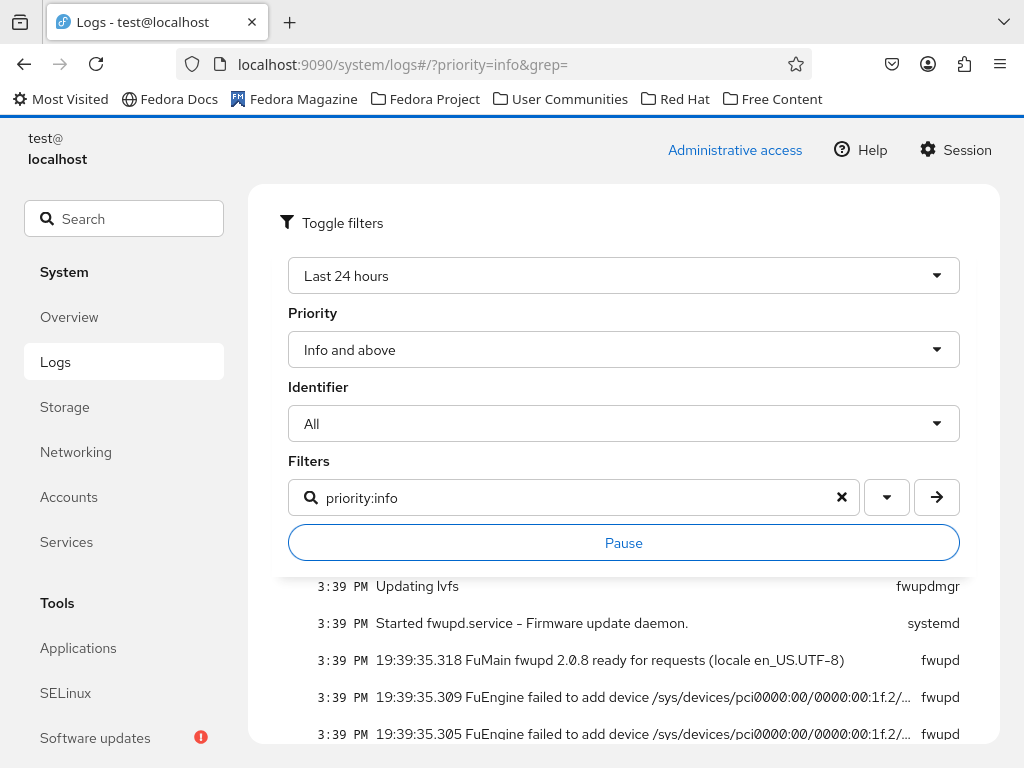 Logs - test@localhost
localhost:9090/system/logs#/?priority=info&grep=
Most Visited Fedora Docs Fedora Magazine Fedora Project User Communities Red Hat Free Content
test@
localhost
Administrative access Help Session
Search
System
Overview
Logs
Storage
Networking
Accounts
Services
Tools
Applications
SELinux
Software updates
Toggle filters
Last 24 hours
Priority
Info and above
Identifier
All
Filters
priority:info
Pause
3:39 PM Updating lvfs fwupdmgr
3:39 PM Started fwupd.service - Firmware update daemon. systemd
3:39 PM 19:39:35.318 FuMain fwupd 2.0.8 ready for requests (locale en_US.UTF-8) fwupd
3:39 PM 19:39:35.309 FuEngine failed to add device /sys/devices/pci0000:00/0000:00:1f.2/... fwupd
3:39 PM 19:39:35.305 FuEngine failed to add device /sys/devices/pci0000:00/0000:00:1f.2/... fwupd